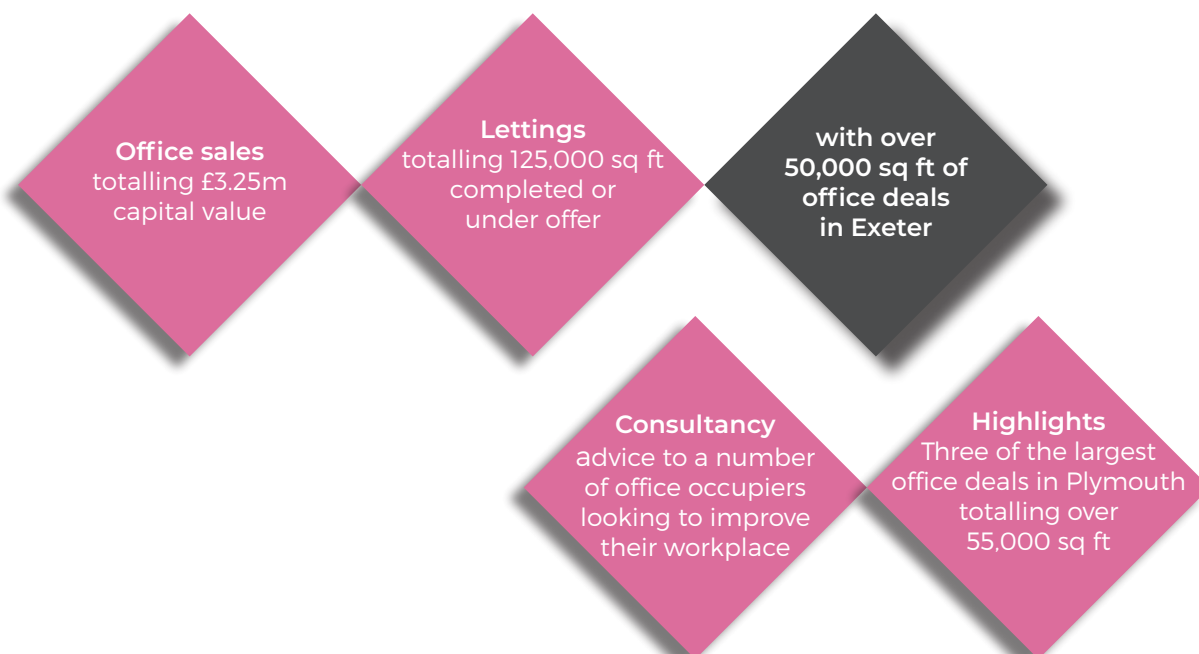 Office sales
totalling £3.25m
capital value
Lettings
totalling 125,000 sq ft
completed or
under offer
with over
50,000 sq ft of
office deals
in Exeter
Consultancy
advice to a number
of office occupiers
looking to improve
their workplace
Highlights
Three of the largest
office deals in Plymouth
totalling over
55,000 sq ft